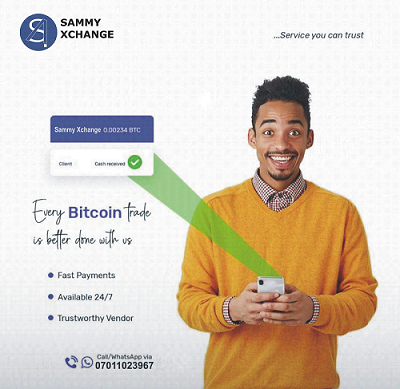 SAMMY
XCHANGE
...Service you can trust
Sammy Xchange 0.00234 BTC
Client Cash received
Every Bitcoin trade
is better done with us
Fast Payments
Available 24/7
Trustworthy Vendor
Call/WhatsApp via
07011023967